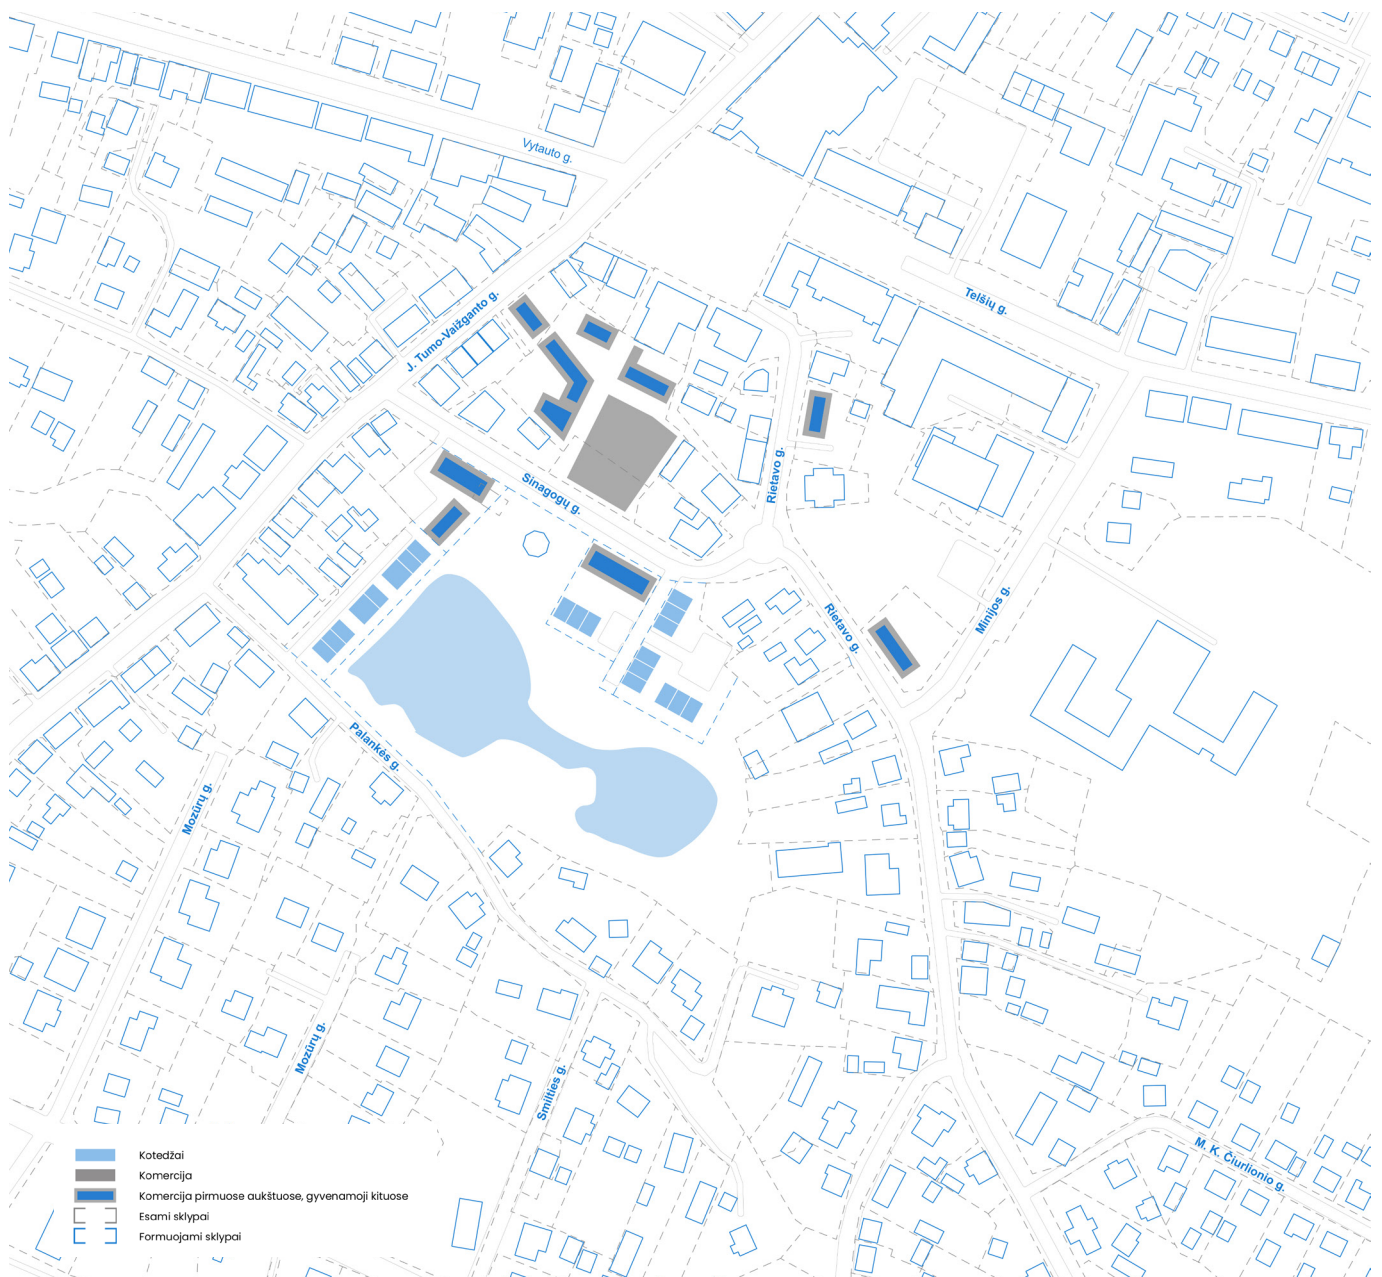 Vytauto g.
Telšių g.
J. Tumo-Vaižganto g.
Rietavo g.
Sinagogų g.
Minijos g.
Rietavo g.
Palankės g.
Mozūrų g.
Mozūrų g.
Smilties g.
M. K. Čiurlionio g.
Kotedžai
Komercija
Komercija pirmuose aukštuose, gyvenamoji kituose
Esami sklypai
Formuojami sklypai